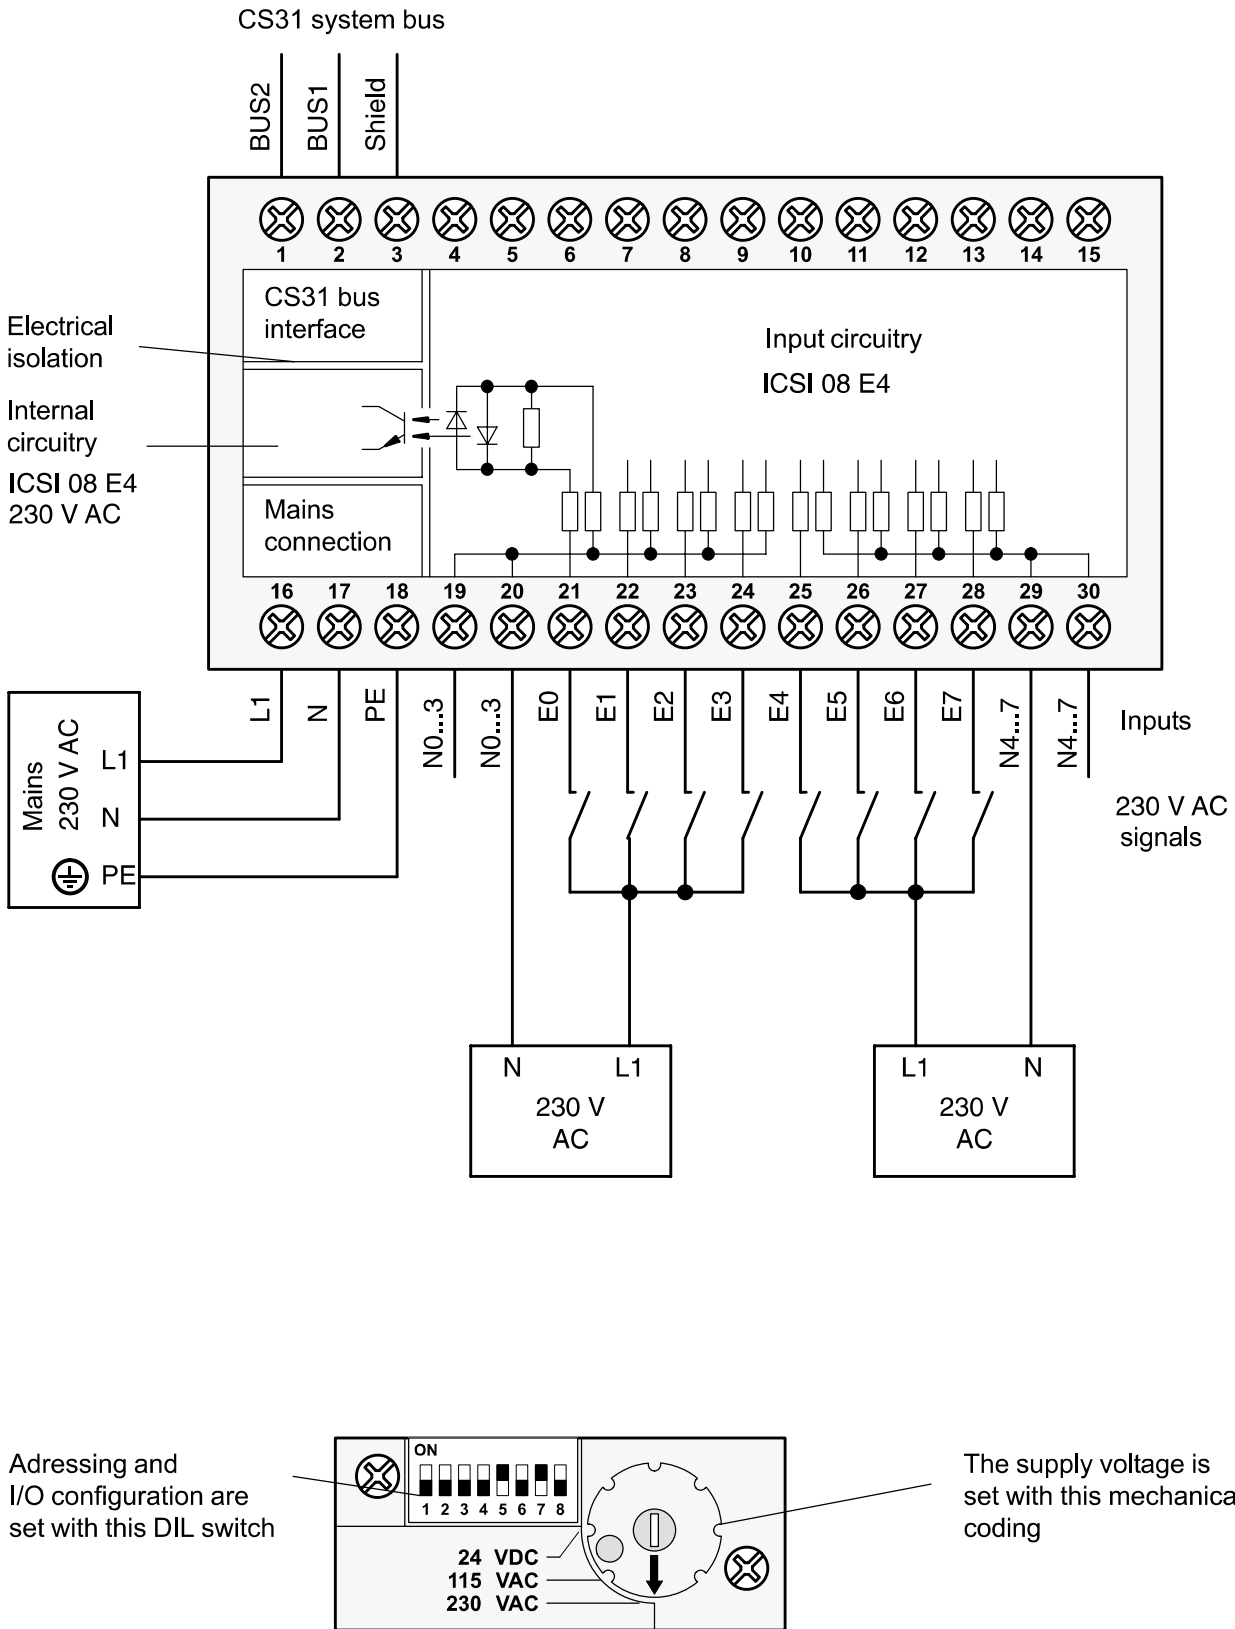 CS31 system bus
BUS2
BUS1
Shield
1 2 3 4 5 6 7 8 9 10 11 12 13 14 15
CS31 bus
interface
Electrical
isolation
Input circuitry
ICSI 08 E4
Internal
circuitry
ICSI 08 E4
230 V AC
Mains
connection
16 17 18 19 20 21 22 23 24 25 26 27 28 29 30
L1
N
PE
N0...3
N0...3
E0
E1
E2
E3
E4
E5
E6
E7
N4...7
N4...7
Inputs
230 V AC
signals
Mains
230 V AC
L1
N
PE
N L1
230 V
AC
L1 N
230 V
AC
Adressing and
I/O configuration are
set with this DIL switch
ON
1 2 3 4 5 6 7 8
24 VDC
115 VAC
230 VAC
The supply voltage is
set with this mechanica
coding